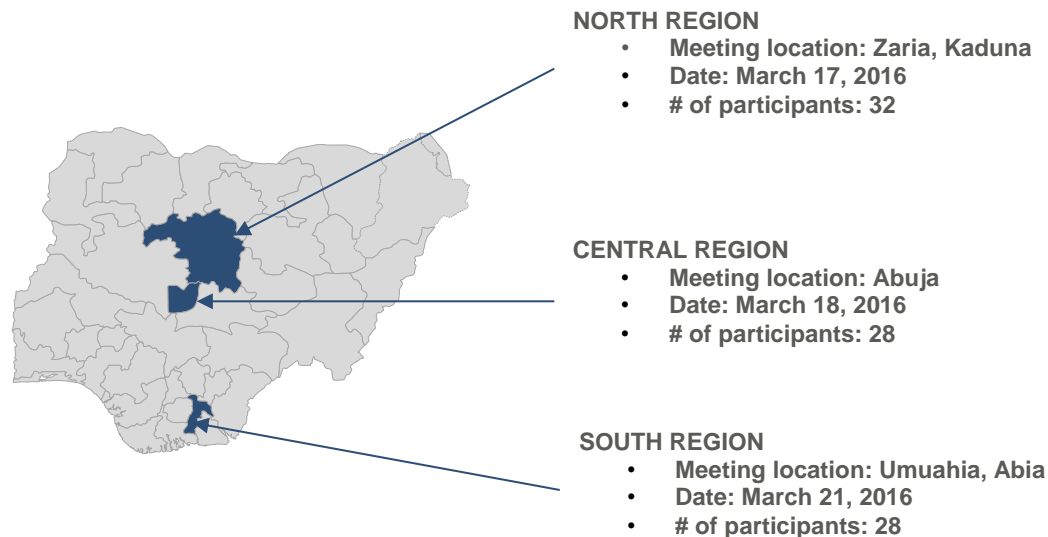 NORTH REGION
• Meeting location: Zaria, Kaduna
• Date: March 17, 2016
• # of participants: 32
CENTRAL REGION
• Meeting location: Abuja
• Date: March 18, 2016
• # of participants: 28
SOUTH REGION
• Meeting location: Umuahia, Abia
• Date: March 21, 2016
• # of participants: 28